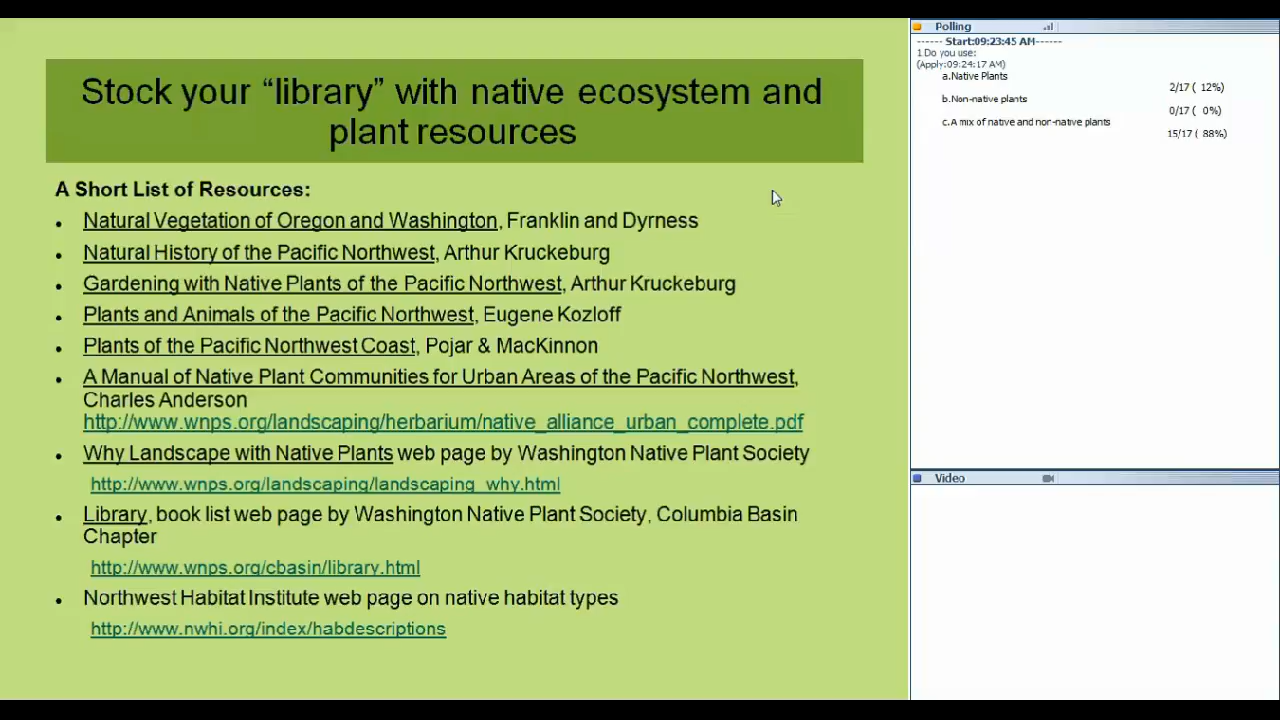 Stock your “library” with native ecosystem and
plant resources
A Short List of Resources:
• Natural Vegetation of Oregon and Washington, Franklin and Dyrness
• Natural History of the Pacific Northwest, Arthur Kruckeburg
• Gardening with Native Plants of the Pacific Northwest, Arthur Kruckeburg
• Plants and Animals of the Pacific Northwest, Eugene Kozloff
• Plants of the Pacific Northwest Coast, Pojar & MacKinnon
• A Manual of Native Plant Communities for Urban Areas of the Pacific Northwest,
Charles Anderson
http://www.wnps.org/landscaping/herbarium/native_alliance_urban_complete.pdf
• Why Landscape with Native Plants web page by Washington Native Plant Society
http://www.wnps.org/landscaping/landscaping_why.html
• Library, book list web page by Washington Native Plant Society, Columbia Basin
Chapter
http://www.wnps.org/cbasin/library.html
• Northwest Habitat Institute web page on native habitat types
http://www.nwhi.org/index/habdescriptions
Polling
------ Start:09:23:45 AM------
1.Do you use:
(Apply:09:24:17 AM)
a.Native Plants
2/17 ( 12%)
b.Non-native plants
0/17 ( 0%)
c.A mix of native and non-native plants
15/17 ( 88%)
Video